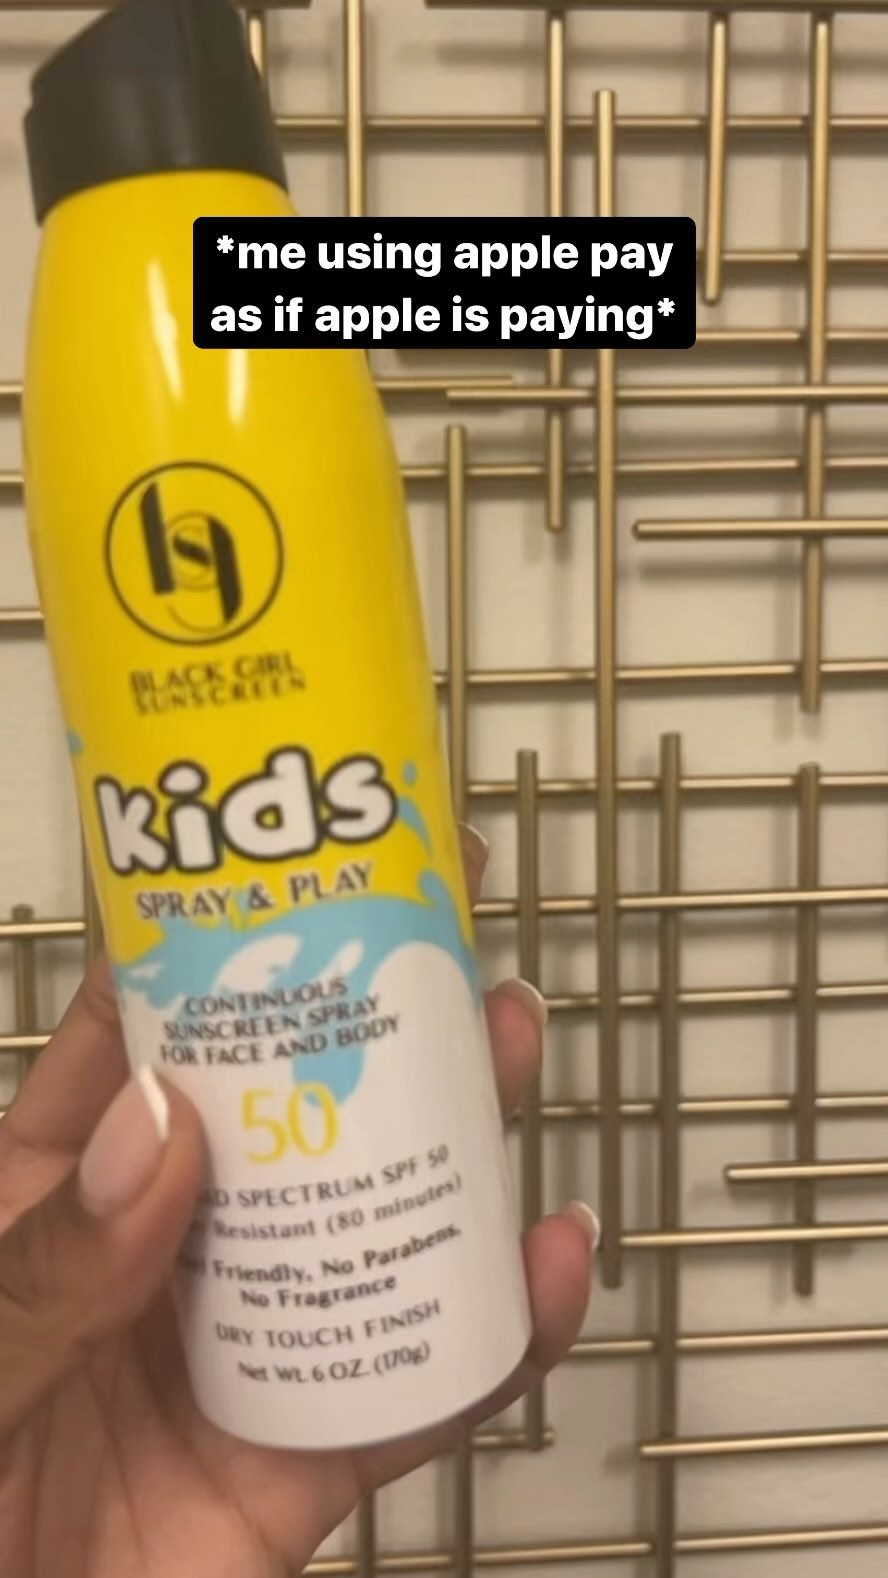 *me using apple pay
as if apple is paying*
BLACK GIRL
SUNSCREEN
kids
SPRAY & PLAY
CONTINUOUS
SUNSCREEN SPRAY
FOR FACE AND BODY
50
SPECTRUM SPF 50
Resistant (80 minutes)
Friendly, No Parabens,
No Fragrance
DRY TOUCH FINISH
Net Wt. 6 OZ. (170g)